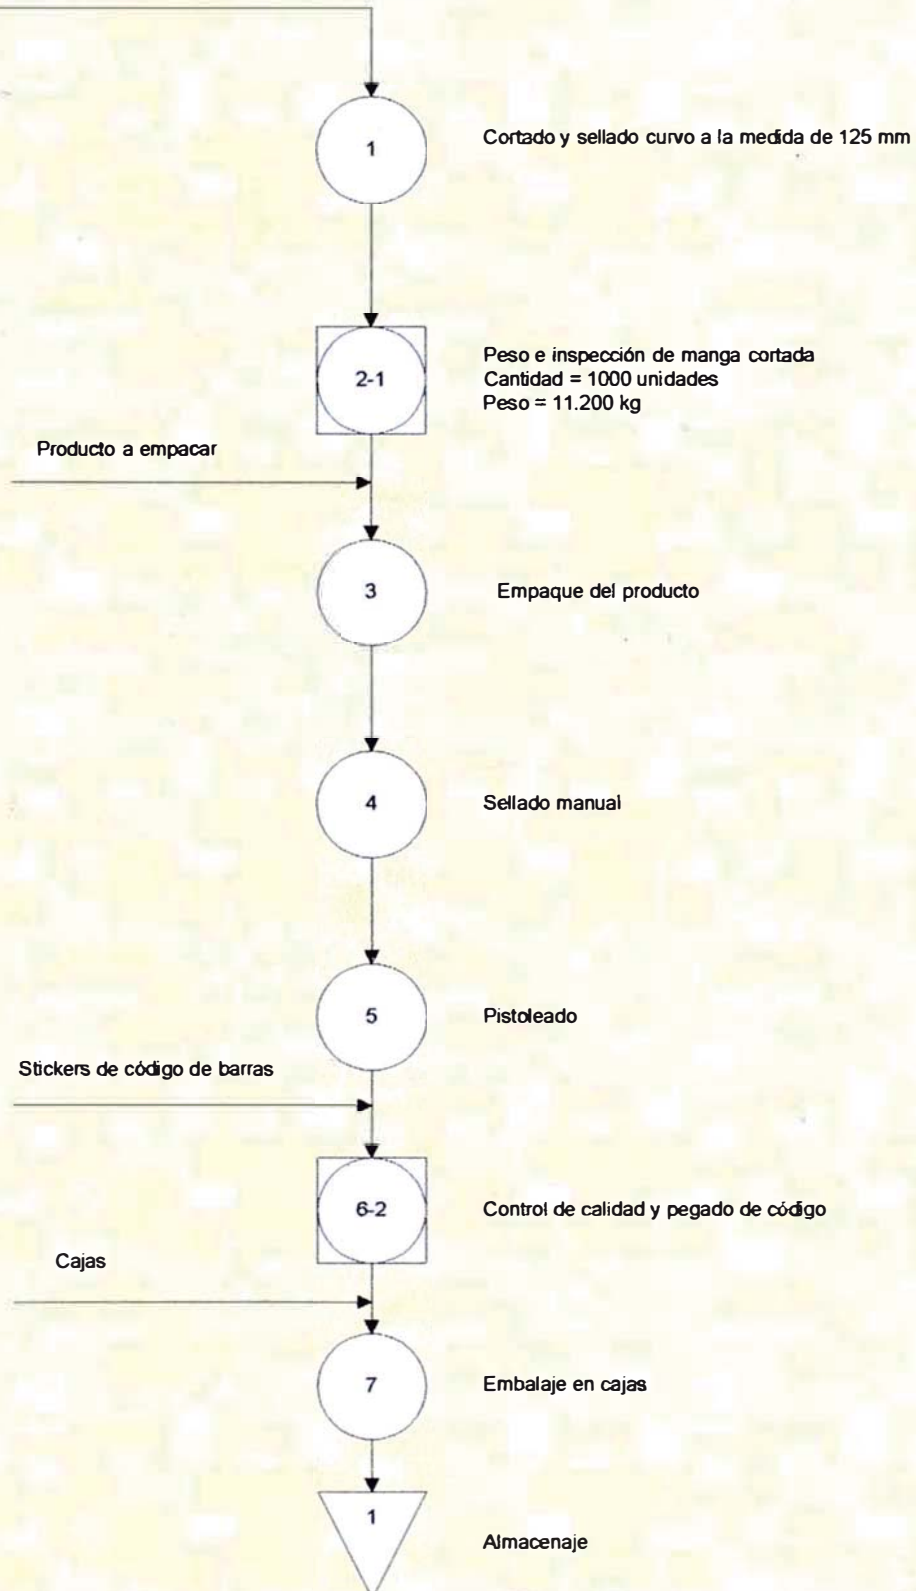 1
Cortado y sellado curvo a la medida de 125 mm
2-1
Peso e inspección de manga cortada
Cantidad = 1000 unidades
Peso = 11.200 kg
Producto a empacar
3
Empaque del producto
4
Sellado manual
5
Pistoleado
Stickers de código de barras
6-2
Control de calidad y pegado de código
Cajas
7
Embalaje en cajas
1
Almacenaje